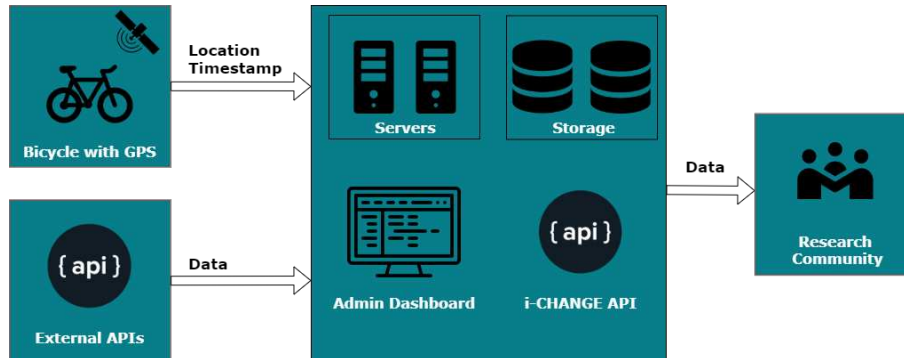 Location
Timestamp
Bicycle with GPS
Servers
Storage
Data
Research
Community
{ api }
Data
External APIs
Admin Dashboard
{ api }
i-CHANGE API